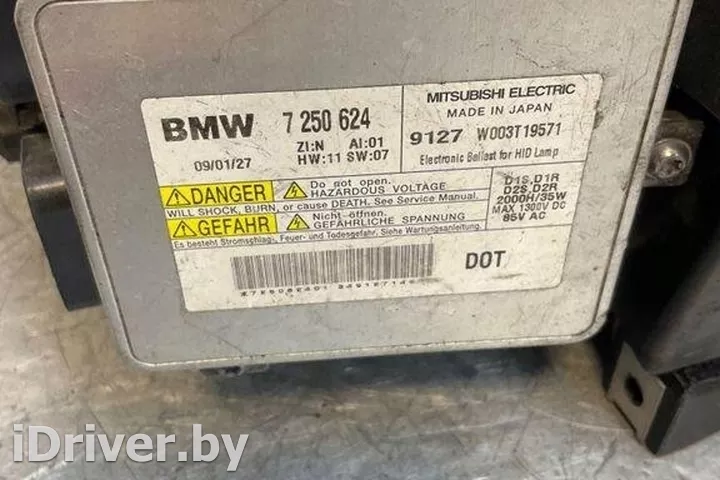 BMW 7 250 624
ZI:N AI:01
09/01/27 HW:11 SW:07
MITSUBISHI ELECTRIC
MADE IN JAPAN
9127 W003T19571
Electronic Ballast for HID Lamp
DANGER Do not open.
HAZARDOUS VOLTAGE
WILL SHOCK, BURN, or cause DEATH. See Service Manual.
GEFAHR Nicht öffnen.
GEFÄHRLICHE SPANNUNG
Es besteht Stromschlag-, Feuer- und Todesgefahr. Siehe Wartungsanleitung.
D1S,D1R
D2S,D2R
2000H/35W
MAX 1300V DC
85V AC
DOT
iDriver.by